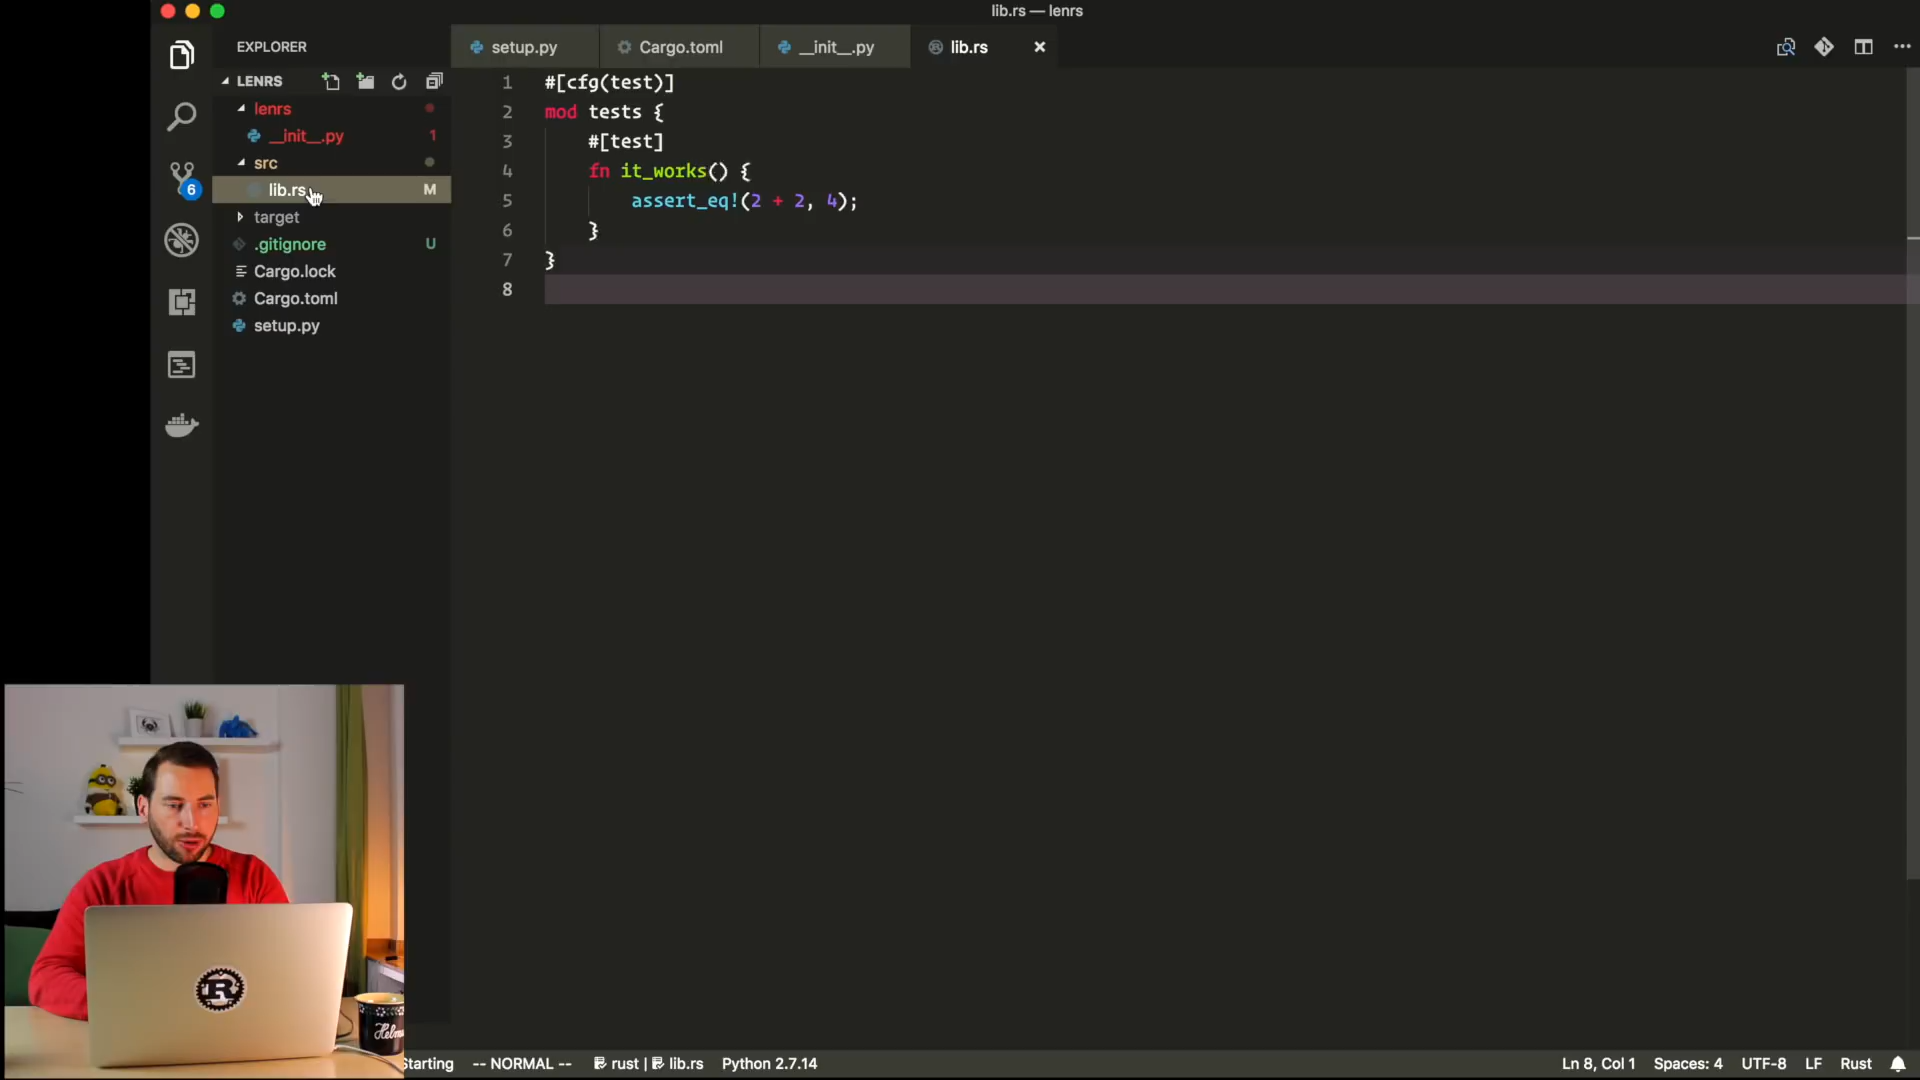 lib.rs — lenrs
EXPLORER
setup.py
Cargo.toml
__init__.py
lib.rs
LENRS
lenrs
__init__.py 1
src
lib.rs M
target
.gitignore U
Cargo.lock
Cargo.toml
setup.py
6
1 #[cfg(test)]
2 mod tests {
3 #[test]
4 fn it_works() {
5 assert_eq!(2 + 2, 4);
6 }
7 }
8
R
Helm
Starting -- NORMAL -- rust | lib.rs Python 2.7.14 Ln 8, Col 1 Spaces: 4 UTF-8 LF Rust